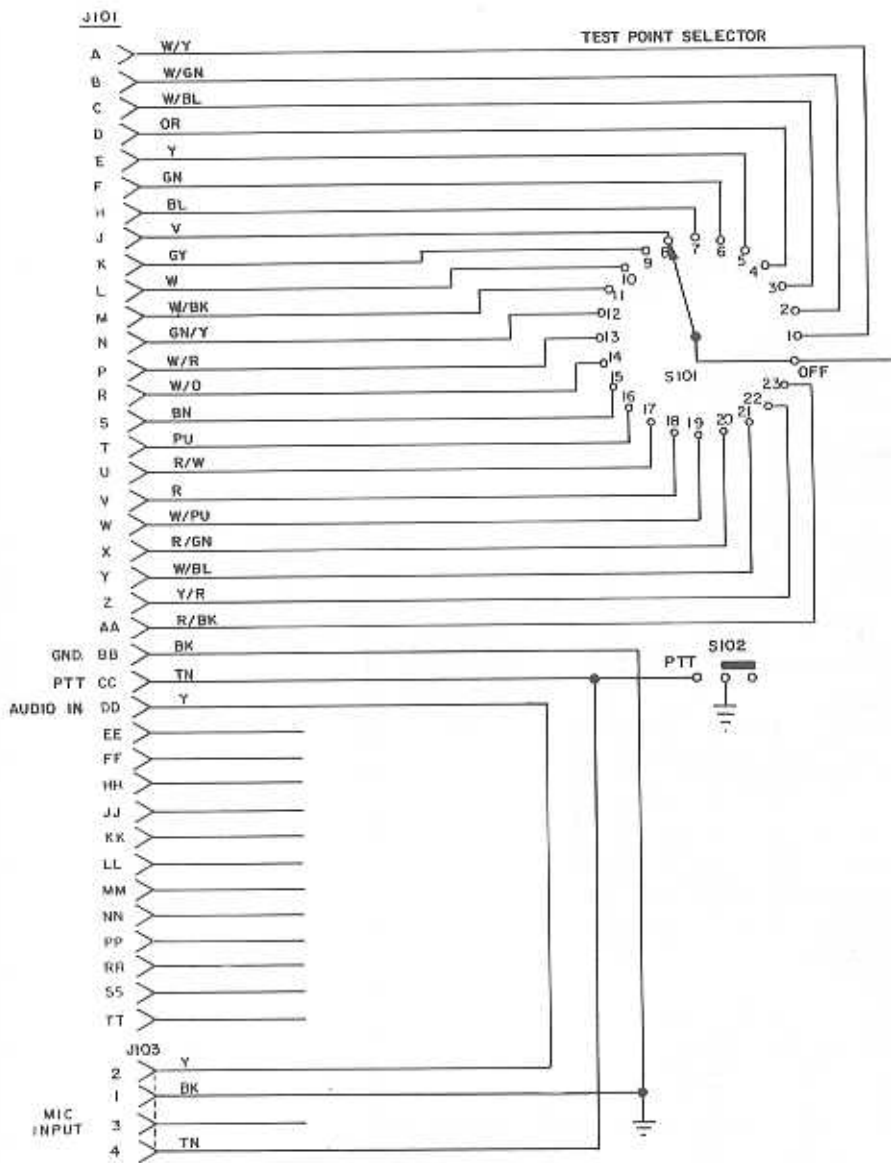 J101
TEST POINT SELECTOR
A W/Y
B W/GN
C W/BL
D OR
E Y
F GN
H BL
J V
K GY
L W
M W/BK
N GN/Y
P W/R
R W/O
S BN
T PU
U R/W
V R
W W/PU
X R/GN
Y W/BL
Z Y/R
AA R/BK
GND. BB BK
PTT CC TN
AUDIO IN DD Y
EE
FF
HH
JJ
KK
LL
MM
NN
PP
RR
SS
TT
OFF
1
2
3
4
5
6
7
8
9
10
11
12
13
14
15
16
17
18
19
20
21
22
23
S101
PTT
S102
J103
2 Y
1 BK
MIC
INPUT
3
4 TN